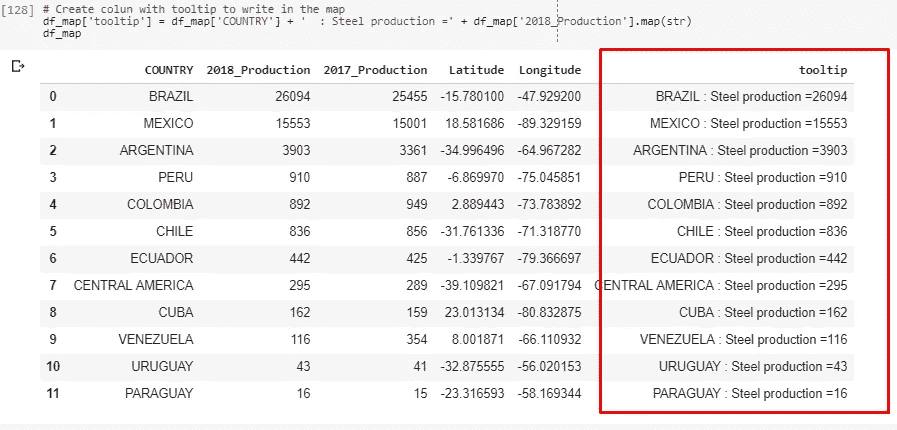 [128] # Create colun with tooltip to write in the map
df_map['tooltip'] = df_map['COUNTRY'] + '  : Steel production =' + df_map['2018_Production'].map(str)
df_map
COUNTRY 2018_Production 2017_Production Latitude Longitude tooltip
0 BRAZIL 26094 25455 -15.780100 -47.929200 BRAZIL : Steel production =26094
1 MEXICO 15553 15001 18.581686 -89.329159 MEXICO : Steel production =15553
2 ARGENTINA 3903 3361 -34.996496 -64.967282 ARGENTINA : Steel production =3903
3 PERU 910 887 -6.869970 -75.045851 PERU : Steel production =910
4 COLOMBIA 892 949 2.889443 -73.783892 COLOMBIA : Steel production =892
5 CHILE 836 856 -31.761336 -71.318770 CHILE : Steel production =836
6 ECUADOR 442 425 -1.339767 -79.366697 ECUADOR : Steel production =442
7 CENTRAL AMERICA 295 289 -39.109821 -67.091794 CENTRAL AMERICA : Steel production =295
8 CUBA 162 159 23.013134 -80.832875 CUBA : Steel production =162
9 VENEZUELA 116 354 8.001871 -66.110932 VENEZUELA : Steel production =116
10 URUGUAY 43 41 -32.875555 -56.020153 URUGUAY : Steel production =43
11 PARAGUAY 16 15 -23.316593 -58.169344 PARAGUAY : Steel production =16